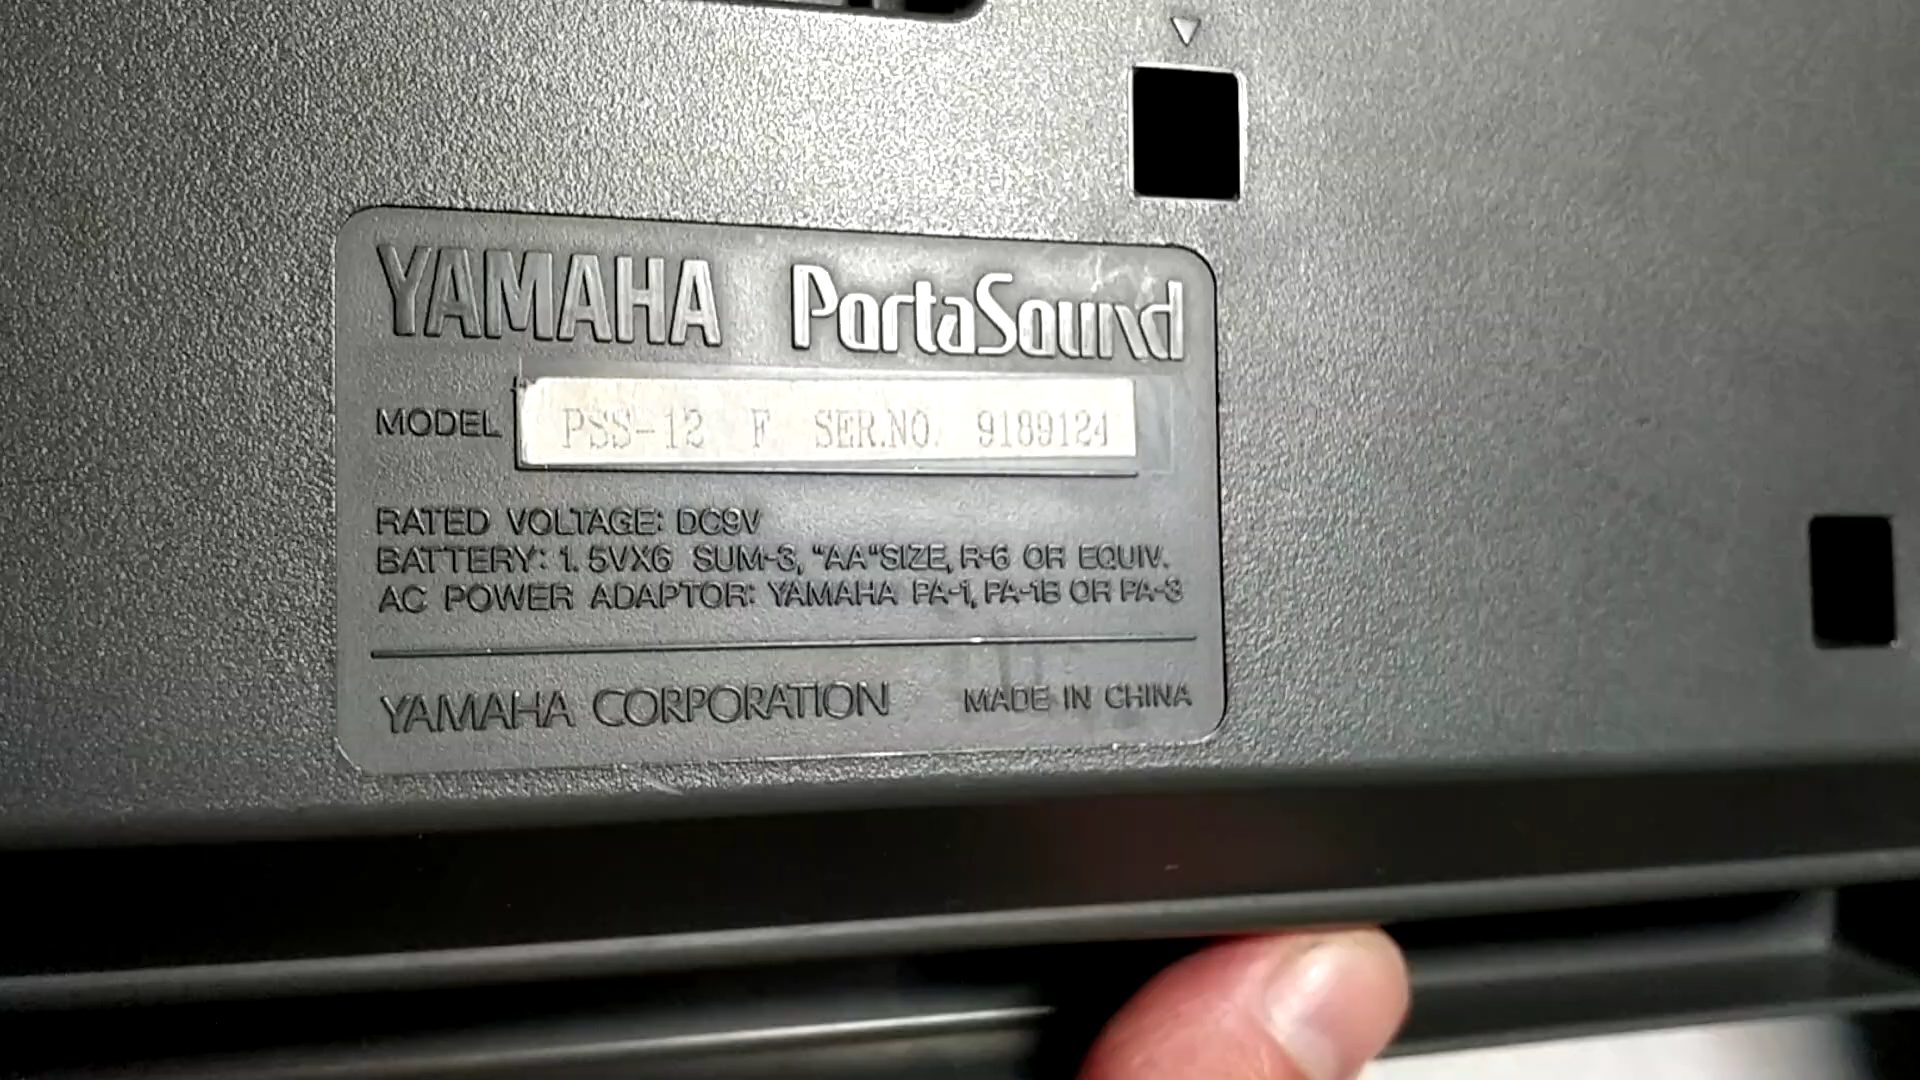 YAMAHA PortaSound
MODEL PSS-12 F SER.NO. 9189124
RATED VOLTAGE: DC9V
BATTERY: 1.5VX6 SUM-3, "AA"SIZE, R-6 OR EQUIV.
AC POWER ADAPTOR: YAMAHA PA-1, PA-1B OR PA-3
YAMAHA CORPORATION MADE IN CHINA